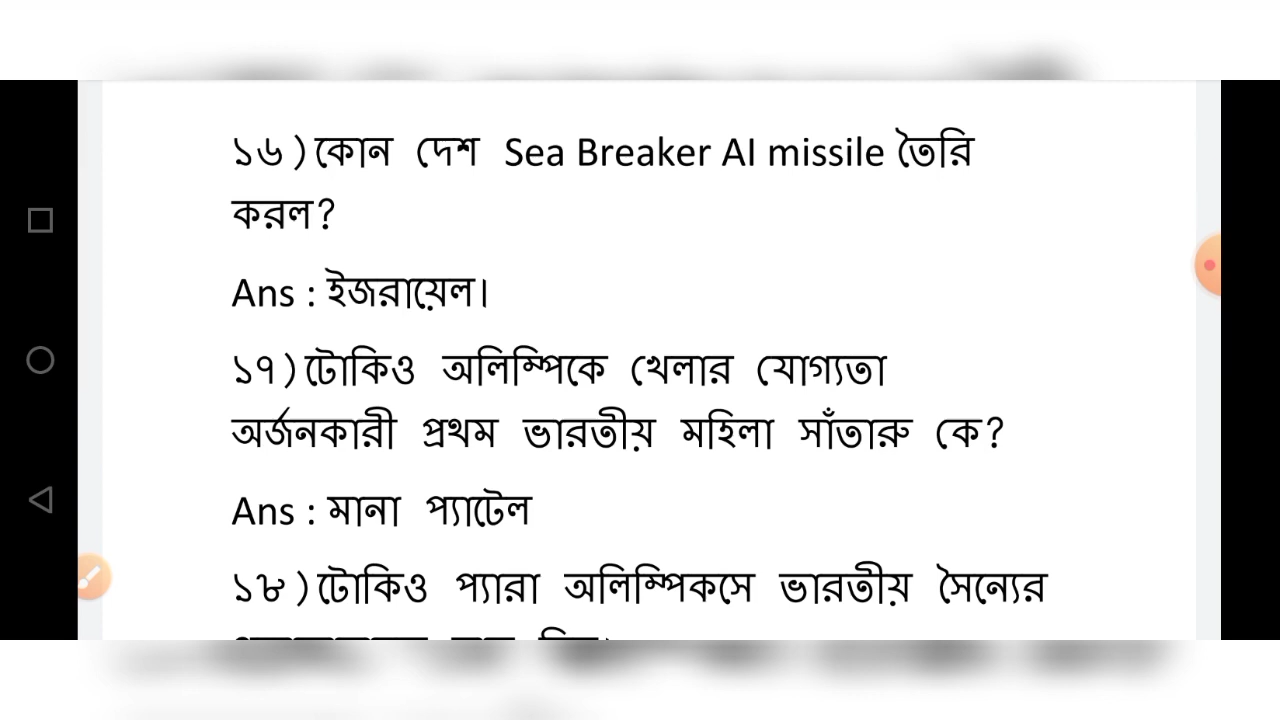 ১৬) কোন দেশ Sea Breaker AI missile তৈরি
করল?
Ans : ইজরায়েল।
১৭) টোকিও অলিম্পিকে খেলার যোগ্যতা
অর্জনকারী প্রথম ভারতীয় মহিলা সাঁতারু কে?
Ans : মানা প্যাটেল
১৮) টোকিও প্যারা অলিম্পিকসে ভারতীয় সৈন্যের